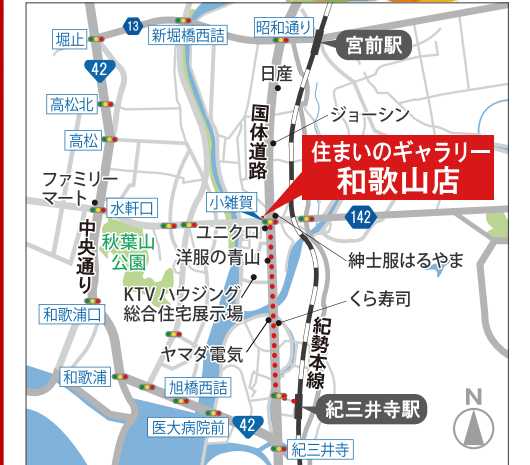 昭和通り
13
新堀橋西詰
堀止
宮前駅
42
日産
高松北
国体道路
ジョーシン
高松
住まいのギャラリー
和歌山店
ファミリー
マート
水軒口
小雑賀
142
中央通り
秋葉山
公園
ユニクロ
洋服の青山
紳士服はるやま
KTV ハウジング
総合住宅展示場
くら寿司
和歌浦口
紀勢本線
ヤマダ電気
和歌浦
旭橋西詰
紀三井寺駅
N
医大病院前
42
紀三井寺